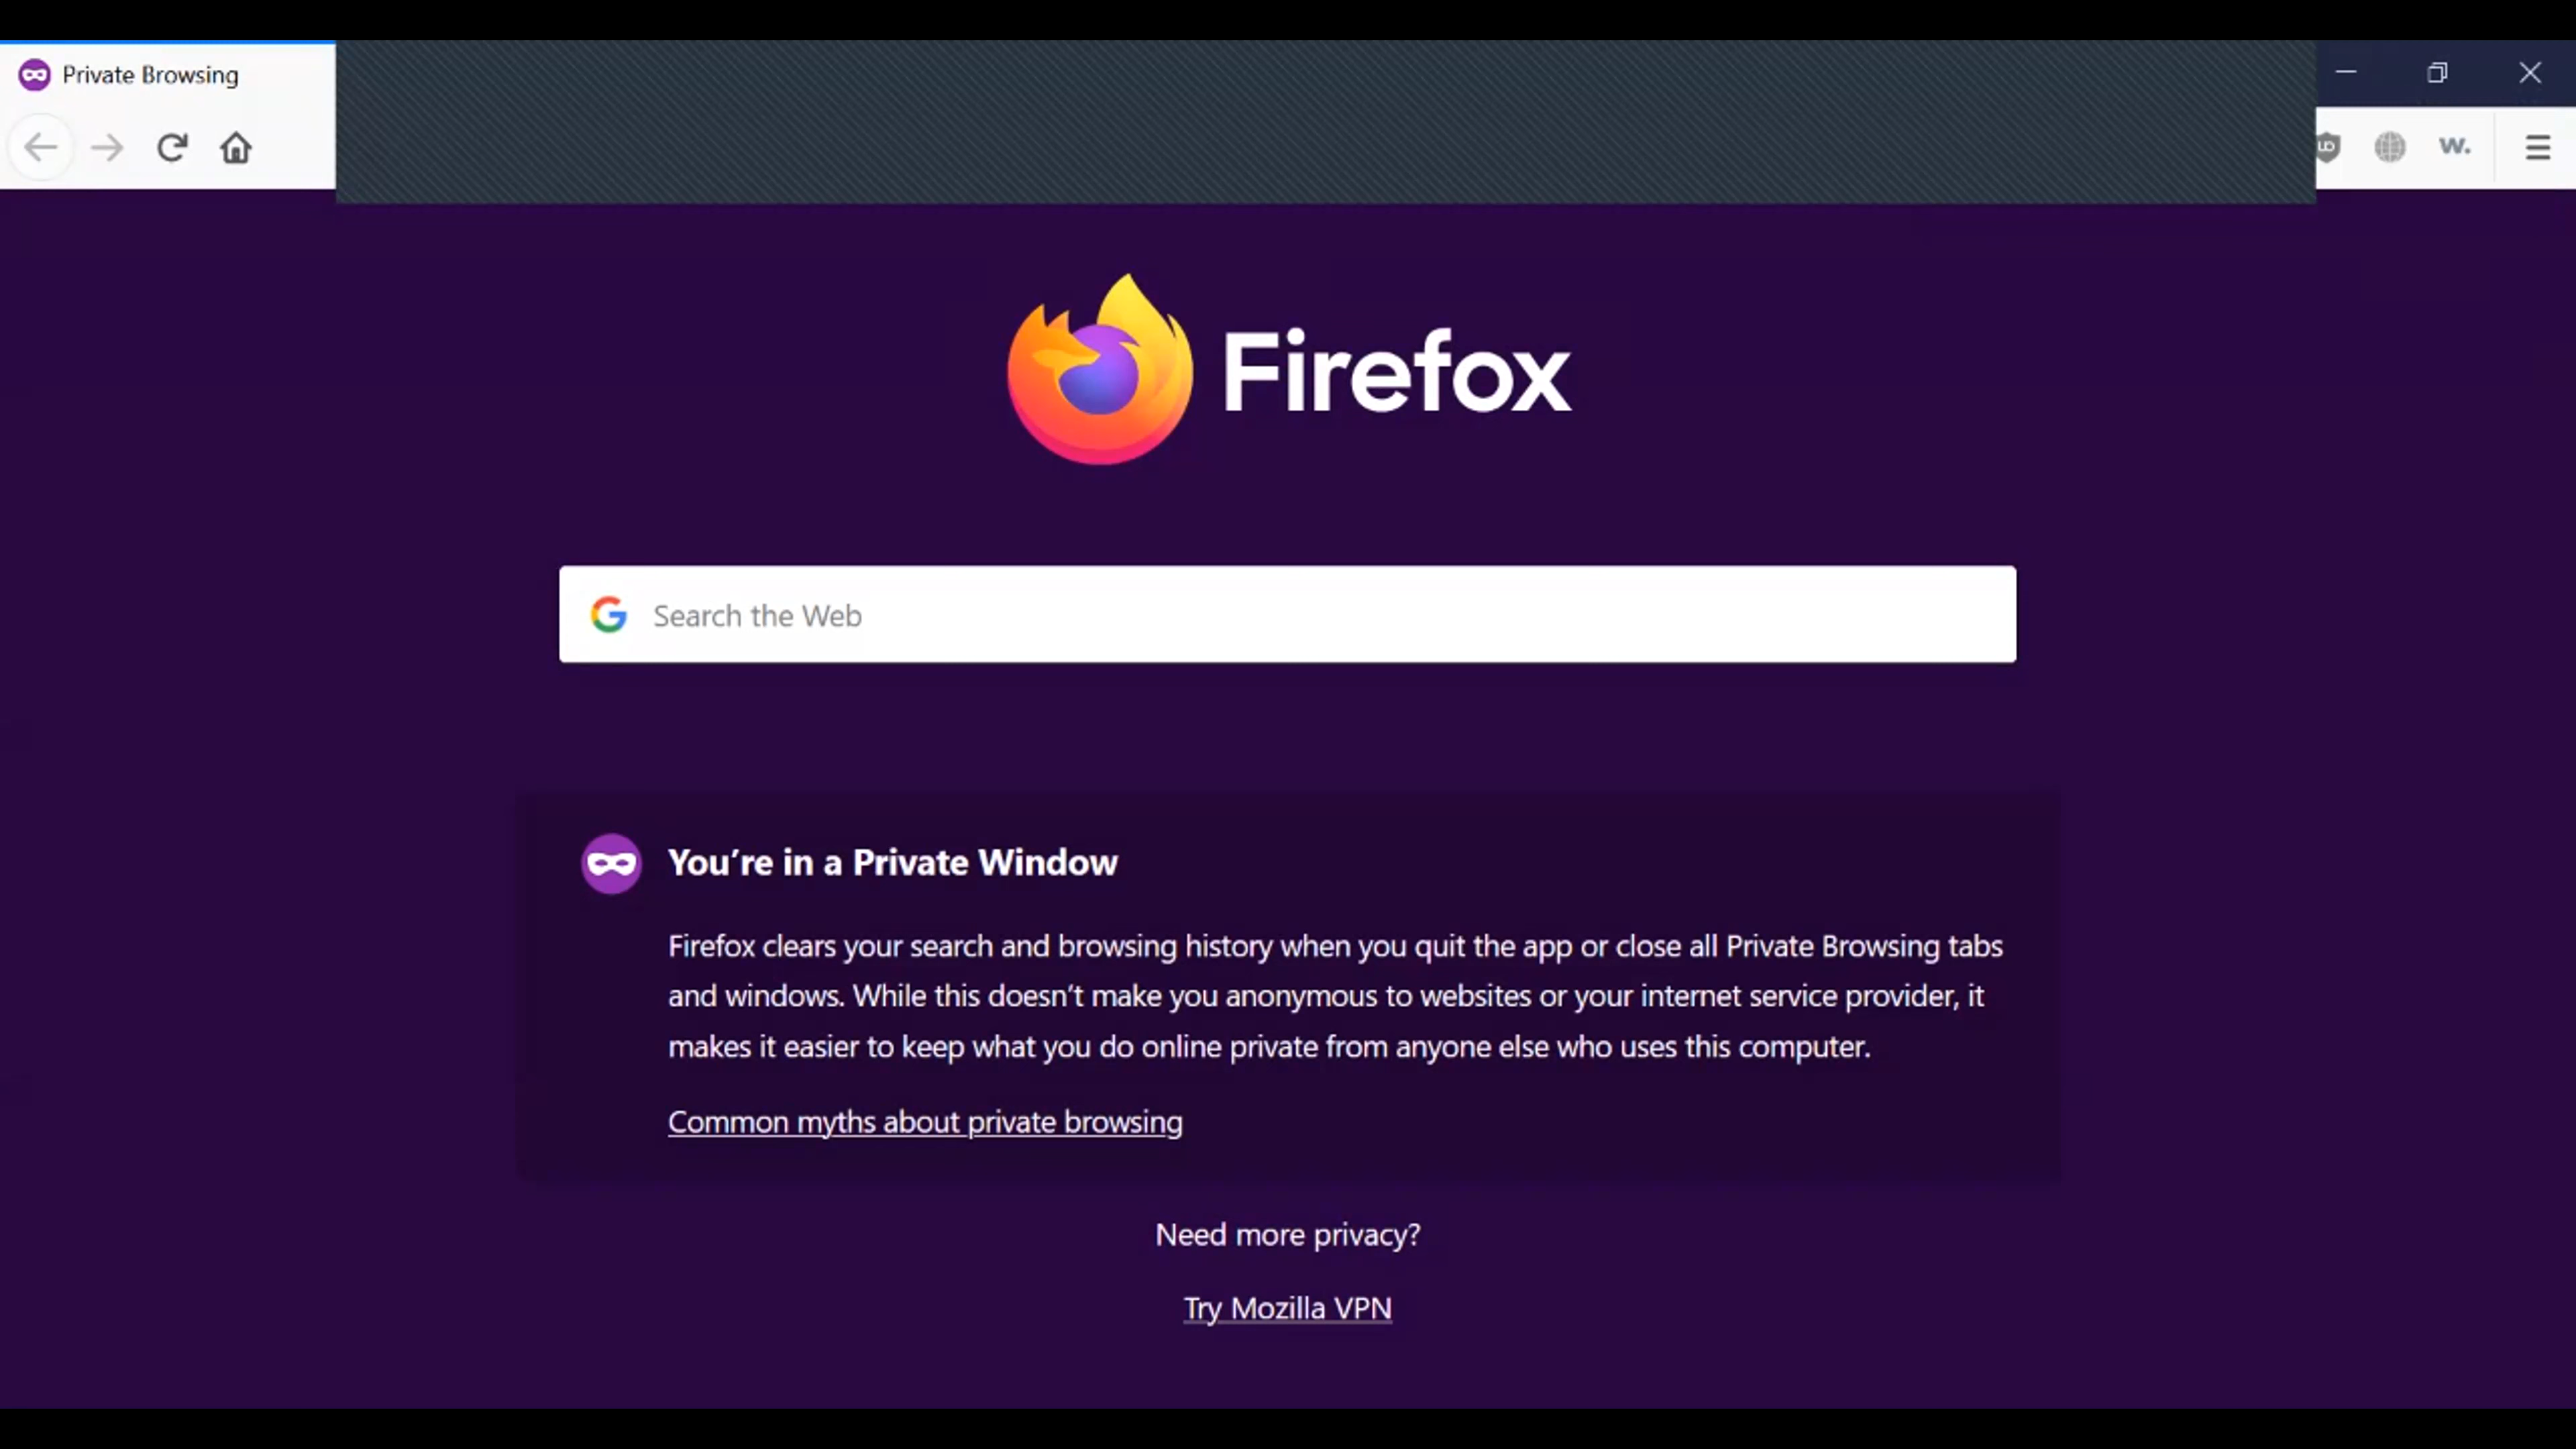 Private Browsing
w.
Firefox
Search the Web
You’re in a Private Window
Firefox clears your search and browsing history when you quit the app or close all Private Browsing tabs
and windows. While this doesn’t make you anonymous to websites or your internet service provider, it
makes it easier to keep what you do online private from anyone else who uses this computer.
Common myths about private browsing
Need more privacy?
Try Mozilla VPN